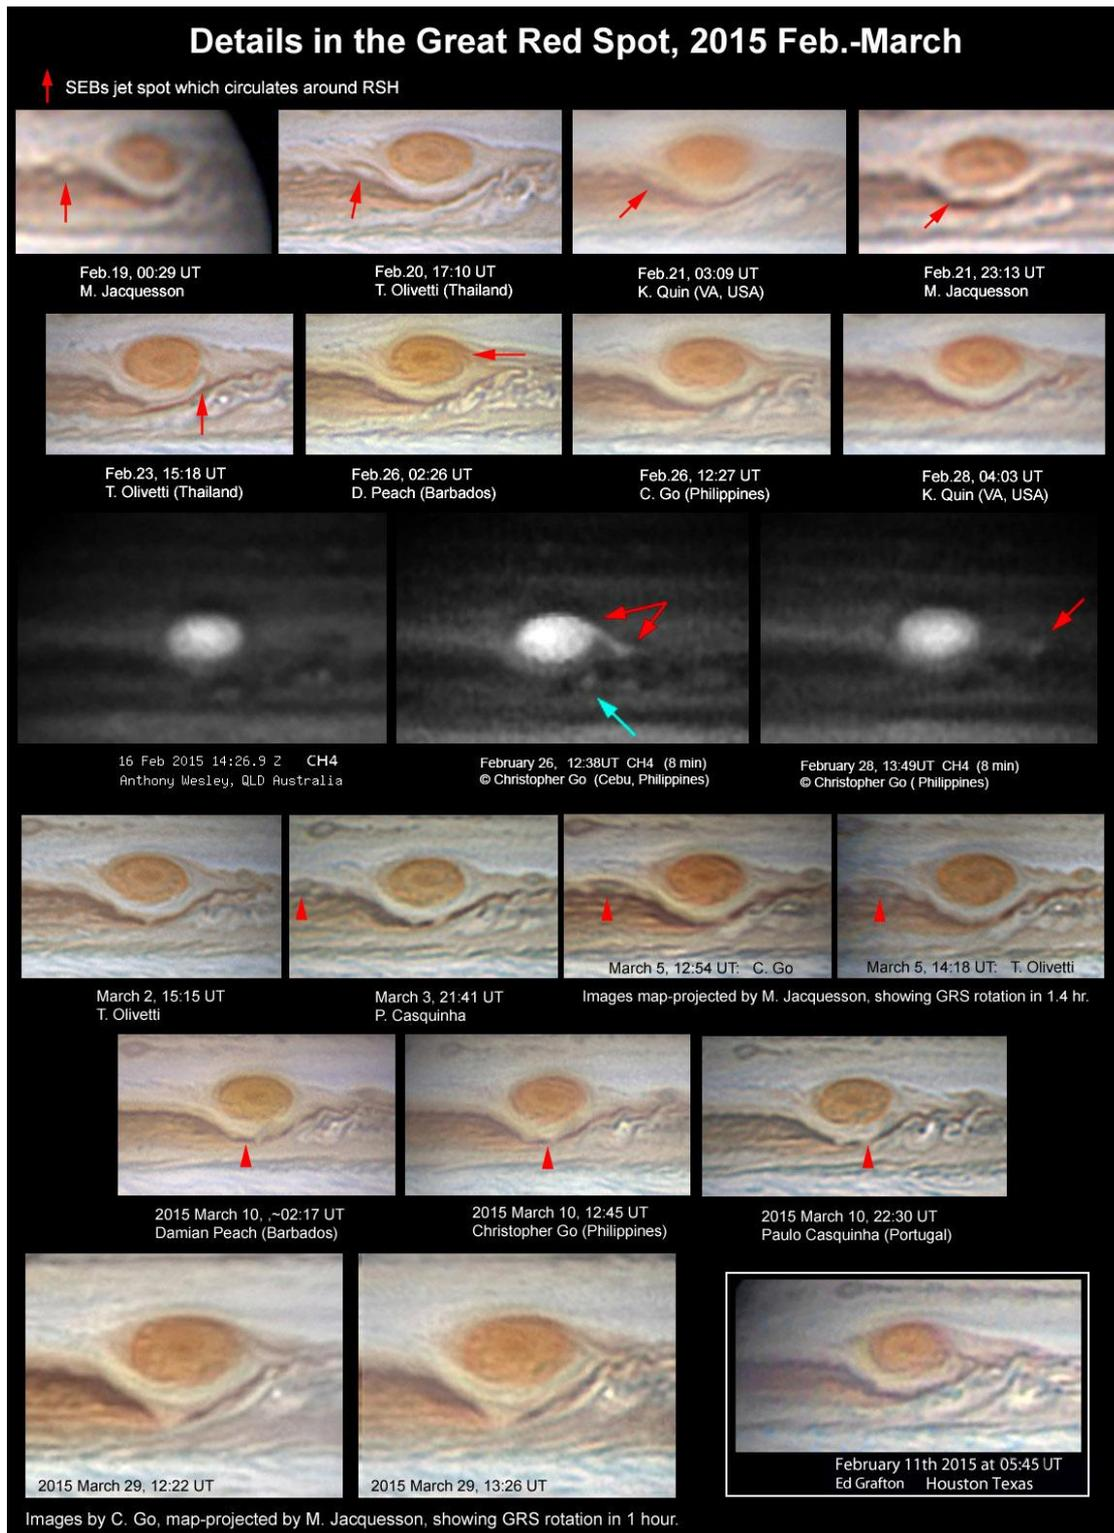 Details in the Great Red Spot, 2015 Feb.-March
SEBs jet spot which circulates around RSH
Feb.19, 00:29 UT
M. Jacquesson
Feb.20, 17:10 UT
T. Olivetti (Thailand)
Feb.21, 03:09 UT
K. Quin (VA, USA)
Feb.21, 23:13 UT
M. Jacquesson
Feb.23, 15:18 UT
T. Olivetti (Thailand)
Feb.26, 02:26 UT
D. Peach (Barbados)
Feb.26, 12:27 UT
C. Go (Philippines)
Feb.28, 04:03 UT
K. Quin (VA, USA)
16 Feb 2015 14:26.9 Z CH4
Anthony Wesley, QLD Australia
February 26, 12:38UT CH4 (8 min)
© Christopher Go (Cebu, Philippines)
February 28, 13:49UT CH4 (8 min)
© Christopher Go ( Philippines)
March 2, 15:15 UT
T. Olivetti
March 3, 21:41 UT
P. Casquinha
March 5, 12:54 UT: C. Go
March 5, 14:18 UT: T. Olivetti
Images map-projected by M. Jacquesson, showing GRS rotation in 1.4 hr.
2015 March 10, ,~02:17 UT
Damian Peach (Barbados)
2015 March 10, 12:45 UT
Christopher Go (Philippines)
2015 March 10, 22:30 UT
Paulo Casquinha (Portugal)
2015 March 29, 12:22 UT
2015 March 29, 13:26 UT
February 11th 2015 at 05:45 UT
Ed Grafton Houston Texas
Images by C. Go, map-projected by M. Jacquesson, showing GRS rotation in 1 hour.